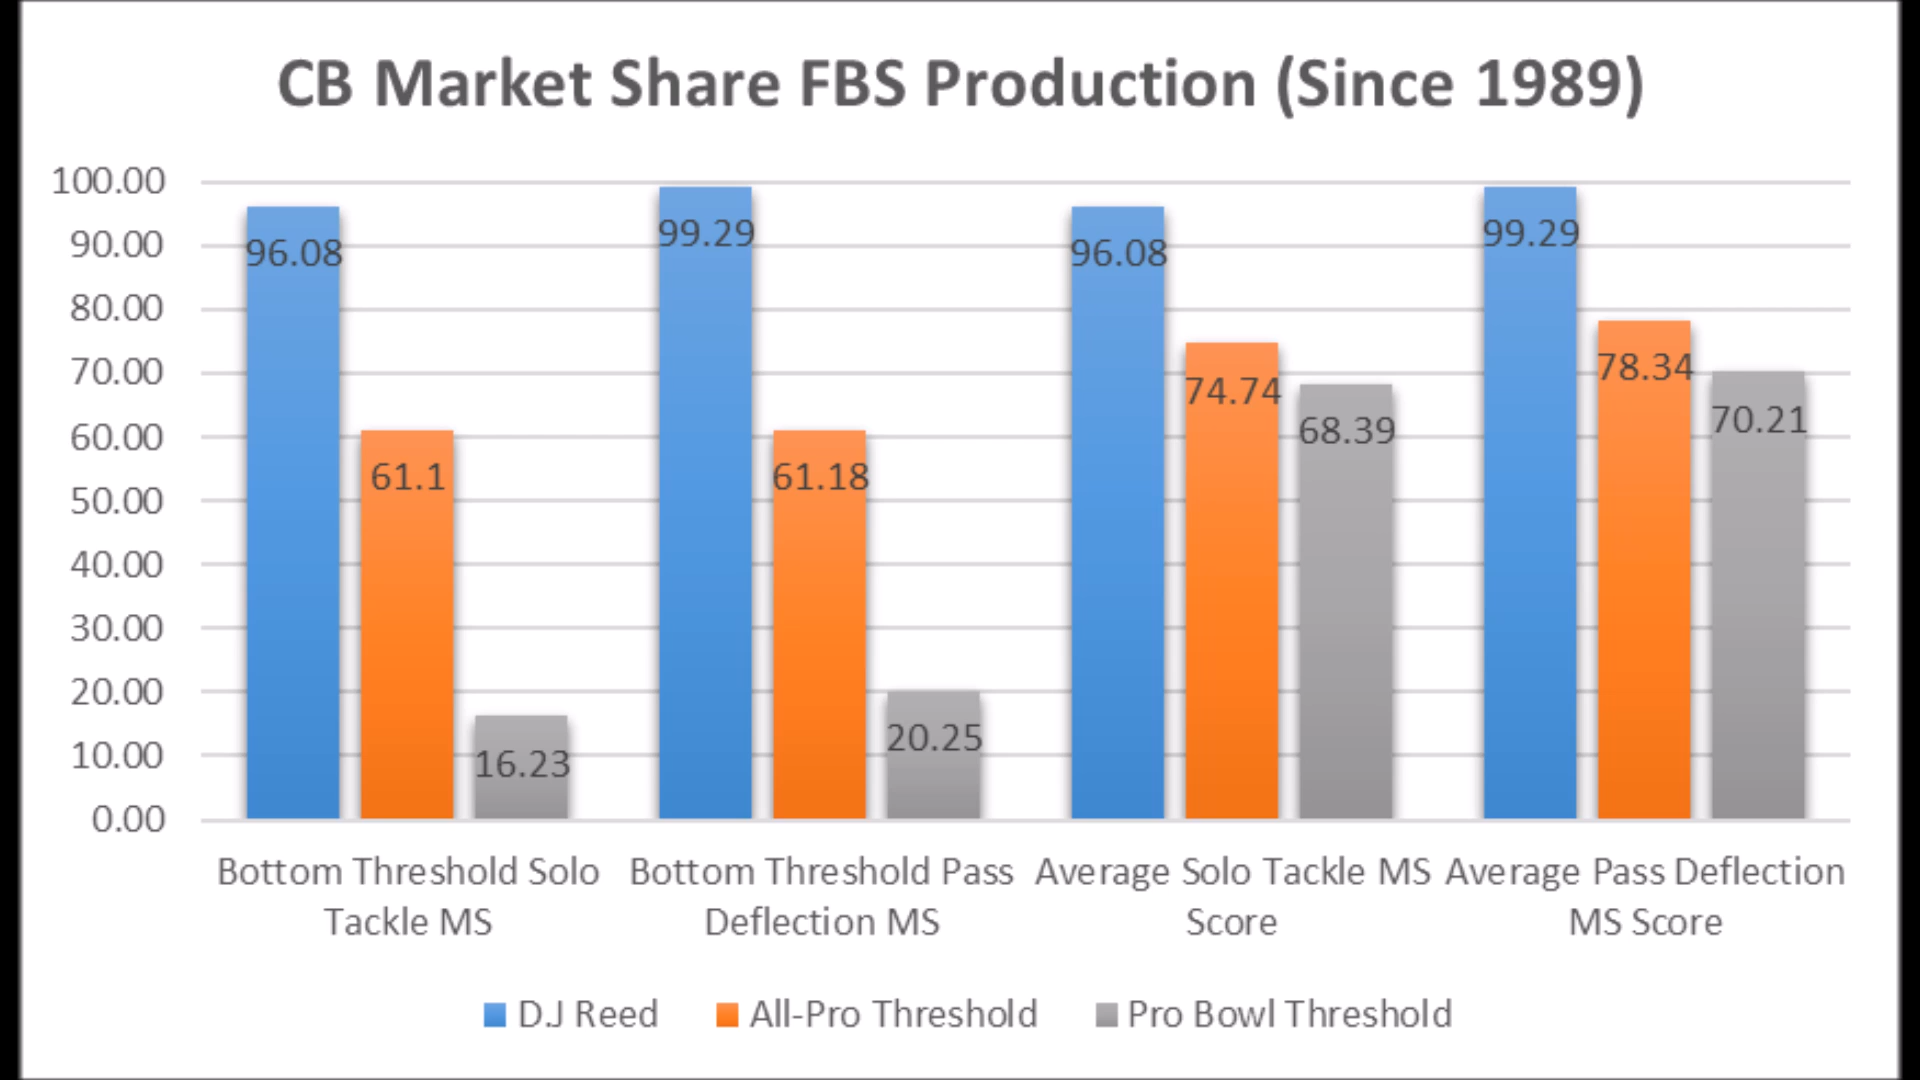 CB Market Share FBS Production (Since 1989)
100.00
90.00
80.00
70.00
60.00
50.00
40.00
30.00
20.00
10.00
0.00
96.08
61.1
16.23
99.29
61.18
20.25
96.08
74.74
68.39
99.29
78.34
70.21
Bottom Threshold Solo
Tackle MS
Bottom Threshold Pass
Deflection MS
Average Solo Tackle MS
Score
Average Pass Deflection
MS Score
D.J Reed
All-Pro Threshold
Pro Bowl Threshold